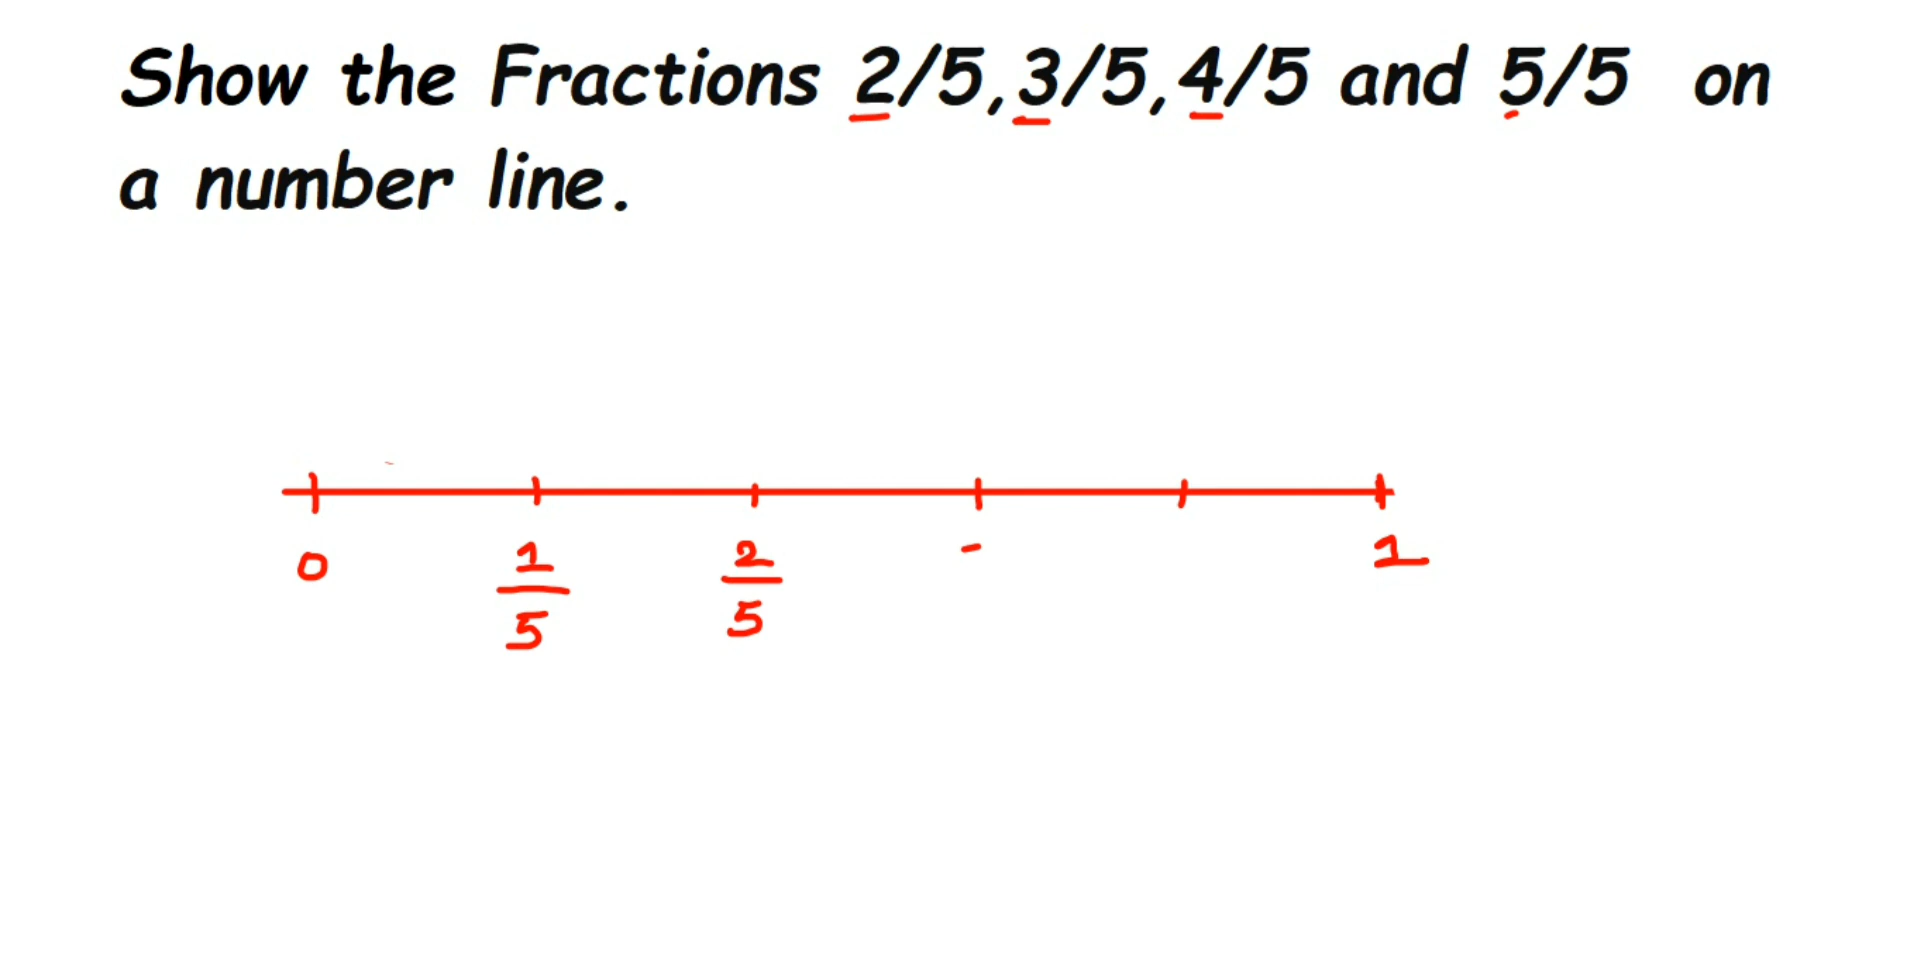 Show the Fractions 2/5,3/5,4/5 and 5/5 on
a number line.
0 1/5 2/5 - 1